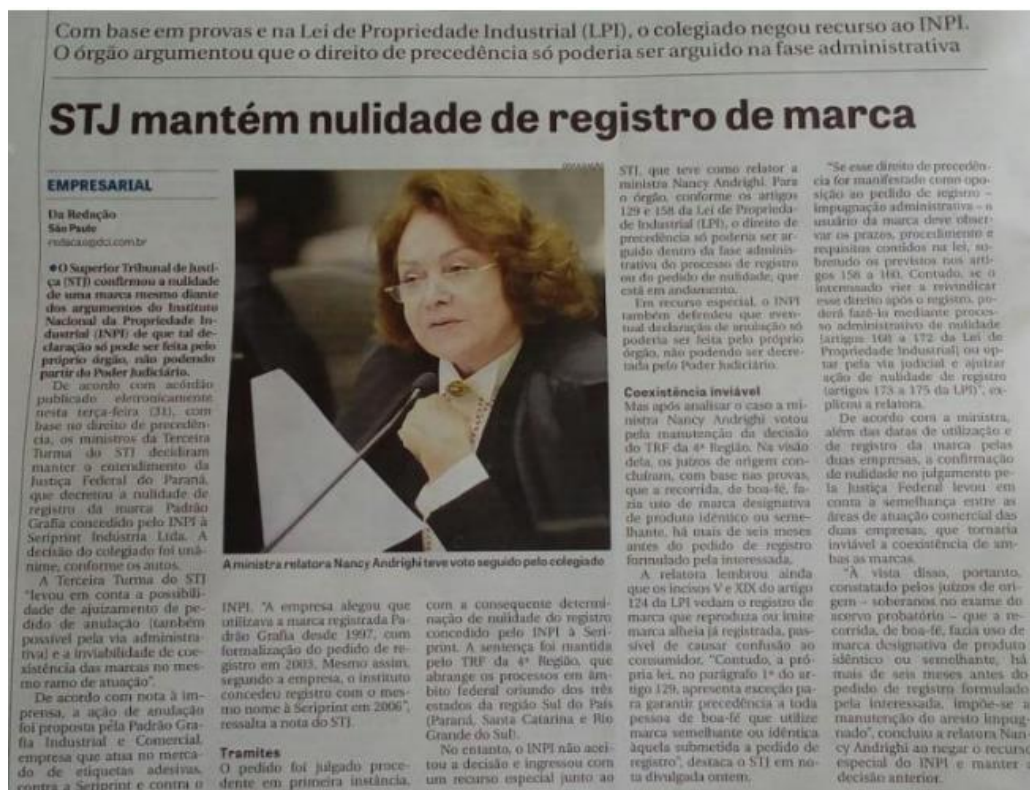 Com base em provas e na Lei de Propriedade Industrial (LPI), o colegiado negou recurso ao INPI.
O órgão argumentou que o direito de precedência só poderia ser arguido na fase administrativa
STJ mantém nulidade de registro de marca
EMPRESARIAL
Da Redação
São Paulo
redacao@dci.com.br
O Superior Tribunal de Justi-
ça (STJ) confirmou a nulidade
de uma marca mesmo diante
dos argumentos do Instituto
Nacional da Propriedade In-
dustrial (INPI) de que tal de-
claração só pode ser feita pelo
próprio órgão, não podendo
partir do Poder Judiciário.
De acordo com acórdão
publicado eletronicamente
nesta terça-feira (31), com
base no direito de precedên-
cia, os ministros da Terceira
Turma do STJ decidiram
manter o entendimento da
Justiça Federal do Paraná,
que decretou a nulidade de
registro da marca Padrão
Grafia concedido pelo INPI à
Seriprint Indústria Ltda. A
decisão do colegiado foi unâ-
nime, conforme os autos.
A Terceira Turma do STJ
"levou em conta a possibili-
dade de ajuizamento de pe-
dido de anulação (também
possível pela via administra-
tiva) e a inviabilidade de coe-
xistência das marcas no mes-
mo ramo de atuação".
De acordo com nota à im-
prensa, a ação de anulação
foi proposta pela Padrão Gra-
fia Industrial e Comercial,
empresa que atua no merca-
do de etiquetas adesivas,
contra a Seriprint e contra o
A ministra relatora Nancy Andrighi teve voto seguido pelo colegiado
INPI. "A empresa alegou que
utilizava a marca registrada Pa-
drão Grafia desde 1997, com
formalização do pedido de re-
gistro em 2003. Mesmo assim,
segundo a empresa, o instituto
concedeu registro com o mes-
mo nome à Seriprint em 2006",
ressalta a nota do STJ.
Tramites
O pedido foi julgado proce-
dente em primeira instância,
com a consequente determi-
nação de nulidade do registro
concedido pelo INPI à Seri-
print. A sentença foi mantida
pelo TRF da 4ª Região, que
abrange os processos em âm-
bito federal oriundo dos três
estados da região Sul do País
(Paraná, Santa Catarina e Rio
Grande do Sul).
No entanto, o INPI não acei-
tou a decisão e ingressou com
um recurso especial junto ao
STJ, que teve como relator a
ministra Nancy Andrighi. Para
o órgão, conforme os artigos
129 e 158 da Lei de Proprieda-
de Industrial (LPI), o direito de
precedência só poderia ser ar-
guido dentro da fase adminis-
trativa do processo de registro
ou do pedido de nulidade, que
está em andamento.
Em recurso especial, o INPI
também defendeu que even-
tual declaração de anulação só
poderia ser feita pelo próprio
órgão, não podendo ser decre-
tada pelo Poder Judiciário.
Coexistência inviável
Mas após analisar o caso a mi-
nistra Nancy Andrighi votou
pela manutenção da decisão
do TRF da 4ª Região. Na visão
dela, os juízos de origem con-
cluíram, com base nas provas,
que a recorrida, de boa-fé, fa-
zia uso de marca designativa
de produto idêntico ou seme-
lhante, há mais de seis meses
antes do pedido de registro
formulado pela interessada.
A relatora lembrou ainda
que os incisos V e XIX do artigo
124 da LPI vedam o registro de
marca que reproduza ou imite
marca alheia já registrada, pas-
sível de causar confusão ao
consumidor. "Contudo, a pró-
pria lei, no parágrafo 1º do ar-
tigo 129, apresenta exceção pa-
ra garantir precedência a toda
pessoa de boa-fé que utilize
marca semelhante ou idêntica
àquela submetida a pedido de
registro", destaca o STJ em no-
ta divulgada ontem.
"Se esse direito de precedên-
cia for manifestado como opo-
sição ao pedido de registro –
impugnação administrativa – o
usuário da marca deve obser-
var os prazos, procedimento e
requisitos contidos na lei, so-
bretudo os previstos nos arti-
gos 158 a 160. Contudo, se o
interessado vier a reivindicar
esse direito após o registro, po-
derá fazê-lo mediante proces-
so administrativo de nulidade
(artigos 168 a 172 da Lei de
Propriedade Industrial) ou op-
tar pela via judicial e ajuizar
ação de nulidade de registro
(artigos 173 a 175 da LPI)", ex-
plicou a relatora.
De acordo com a ministra,
além das datas de utilização e
de registro da marca pelas
duas empresas, a confirmação
de nulidade no julgamento pe-
la Justiça Federal levou em
conta a semelhança entre as
áreas de atuação comercial das
duas empresas, que tornaria
inviável a coexistência de am-
bas as marcas.
"À vista disso, portanto,
constatado pelos juízos de ori-
gem – soberanos no exame do
acervo probatório – que a re-
corrida, de boa-fé, fazia uso de
marca designativa de produto
idêntico ou semelhante, há
mais de seis meses antes do
pedido de registro formulado
pela interessada, impõe-se a
manutenção do aresto impug-
nado", concluiu a relatora Nan-
cy Andrighi ao negar o recurso
especial do INPI e manter a
decisão anterior.